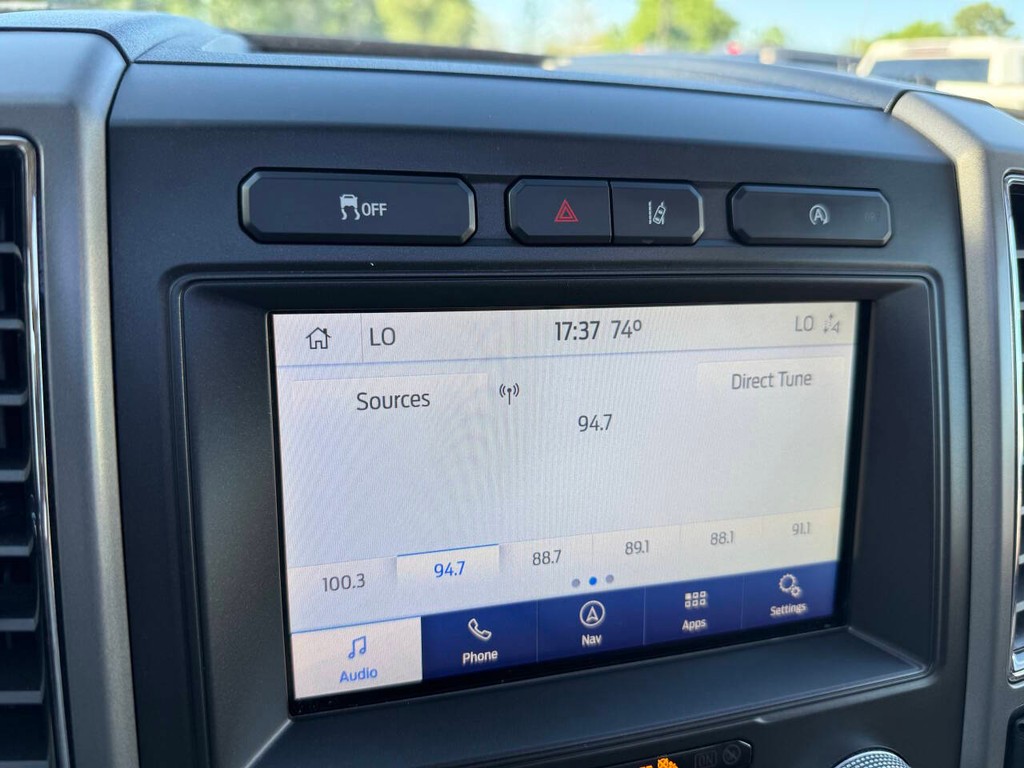 OFF
A
LO 17:37 74° LO
Sources Direct Tune
94.7
100.3 94.7 88.7 89.1 88.1 91.1
Audio Phone Nav Apps Settings
ON